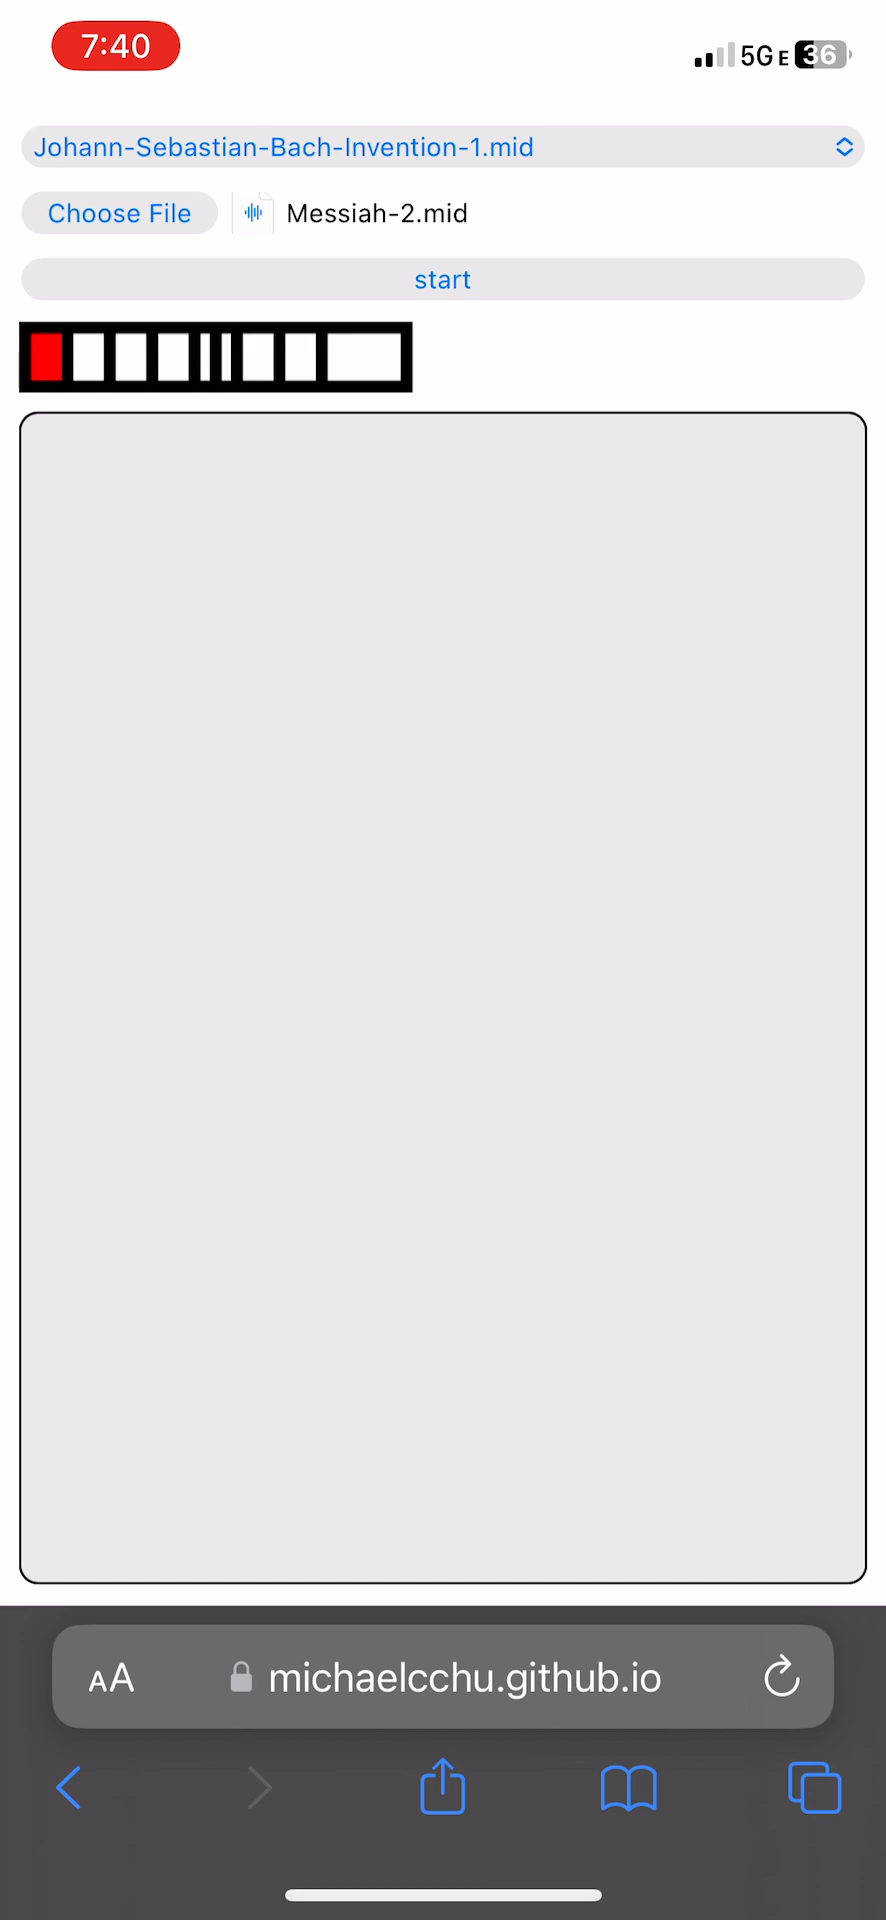 7:40
5GE 36
Johann-Sebastian-Bach-Invention-1.mid
Choose File Messiah-2.mid
start
AA michaelcchu.github.io